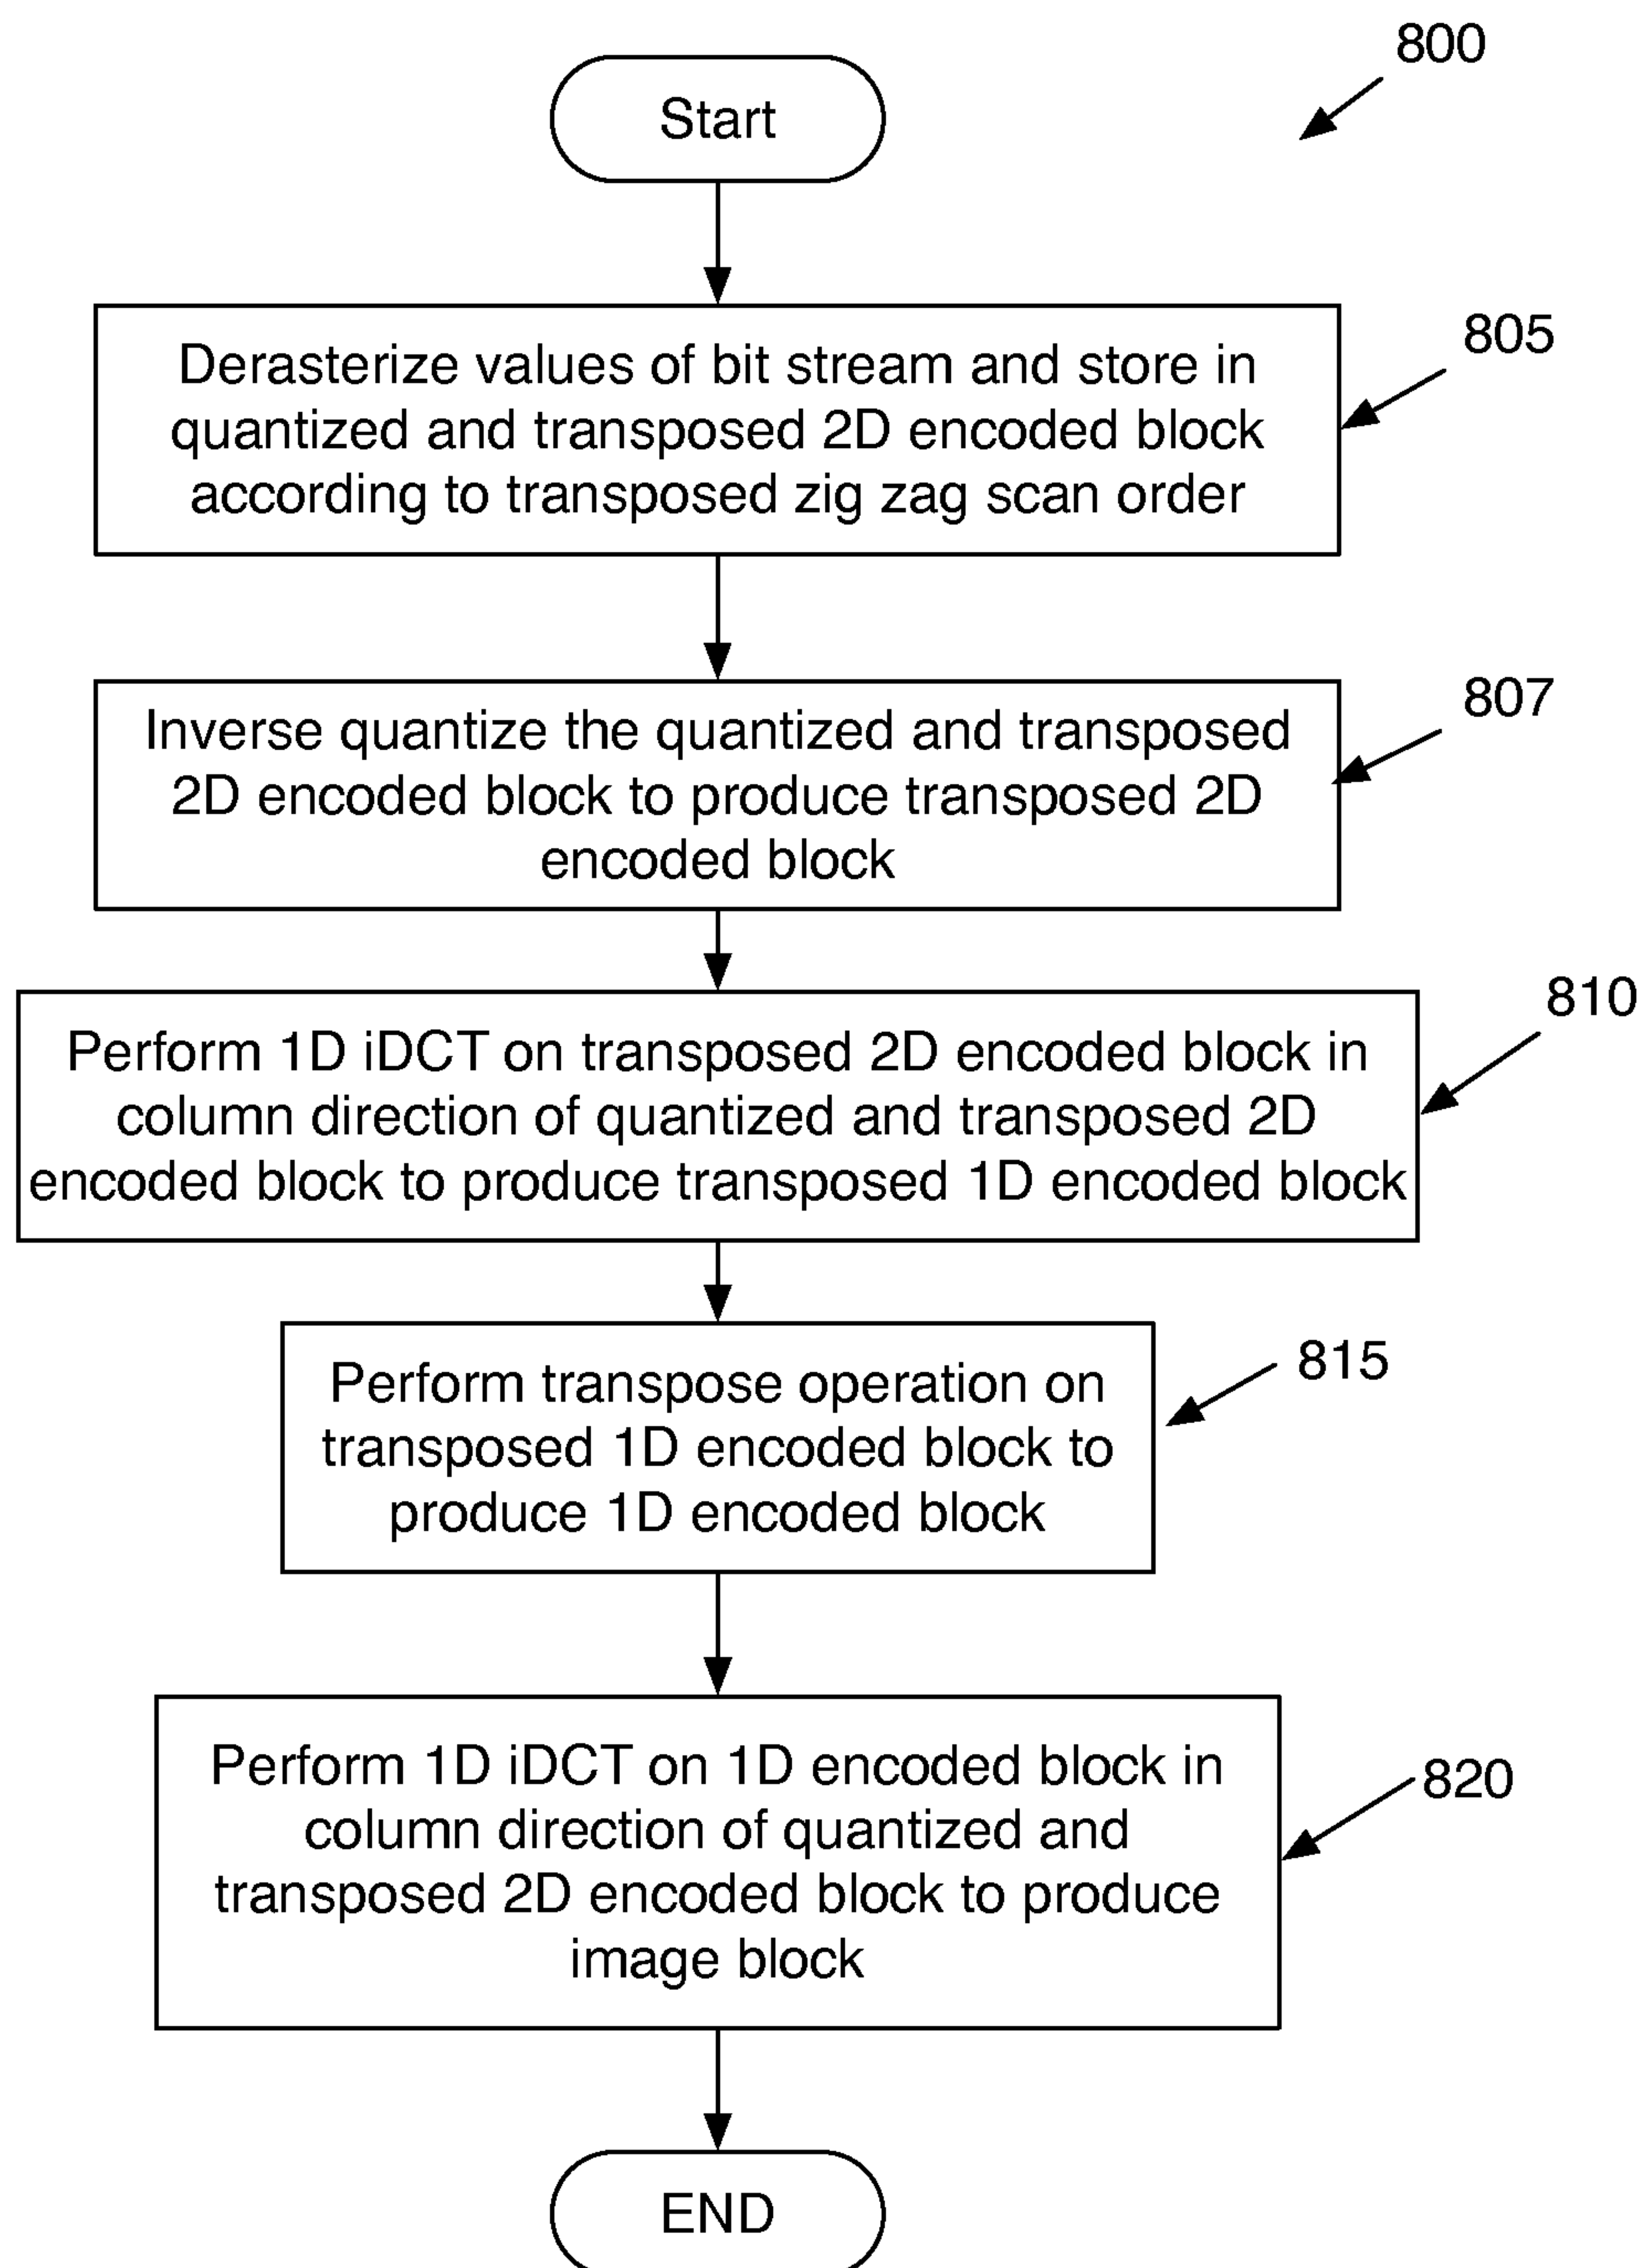 800
Start
805
Derasterize values of bit stream and store in
quantized and transposed 2D encoded block
according to transposed zig zag scan order
807
Inverse quantize the quantized and transposed
2D encoded block to produce transposed 2D
encoded block
810
Perform 1D iDCT on transposed 2D encoded block in
column direction of quantized and transposed 2D
encoded block to produce transposed 1D encoded block
815
Perform transpose operation on
transposed 1D encoded block to
produce 1D encoded block
820
Perform 1D iDCT on 1D encoded block in
column direction of quantized and
transposed 2D encoded block to produce
image block
END